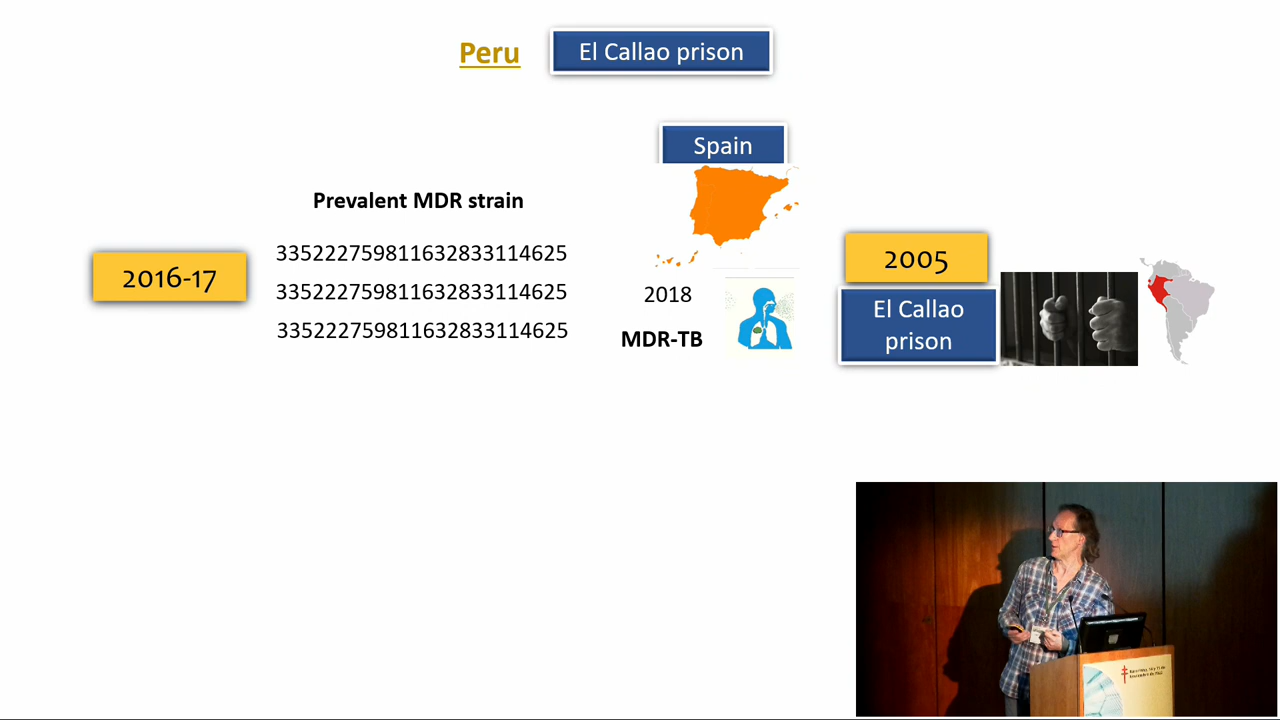 Peru
El Callao prison
Spain
Prevalent MDR strain
335222759811632833114625
335222759811632833114625
335222759811632833114625
2016-17
2018
MDR-TB
2005
El Callao
prison